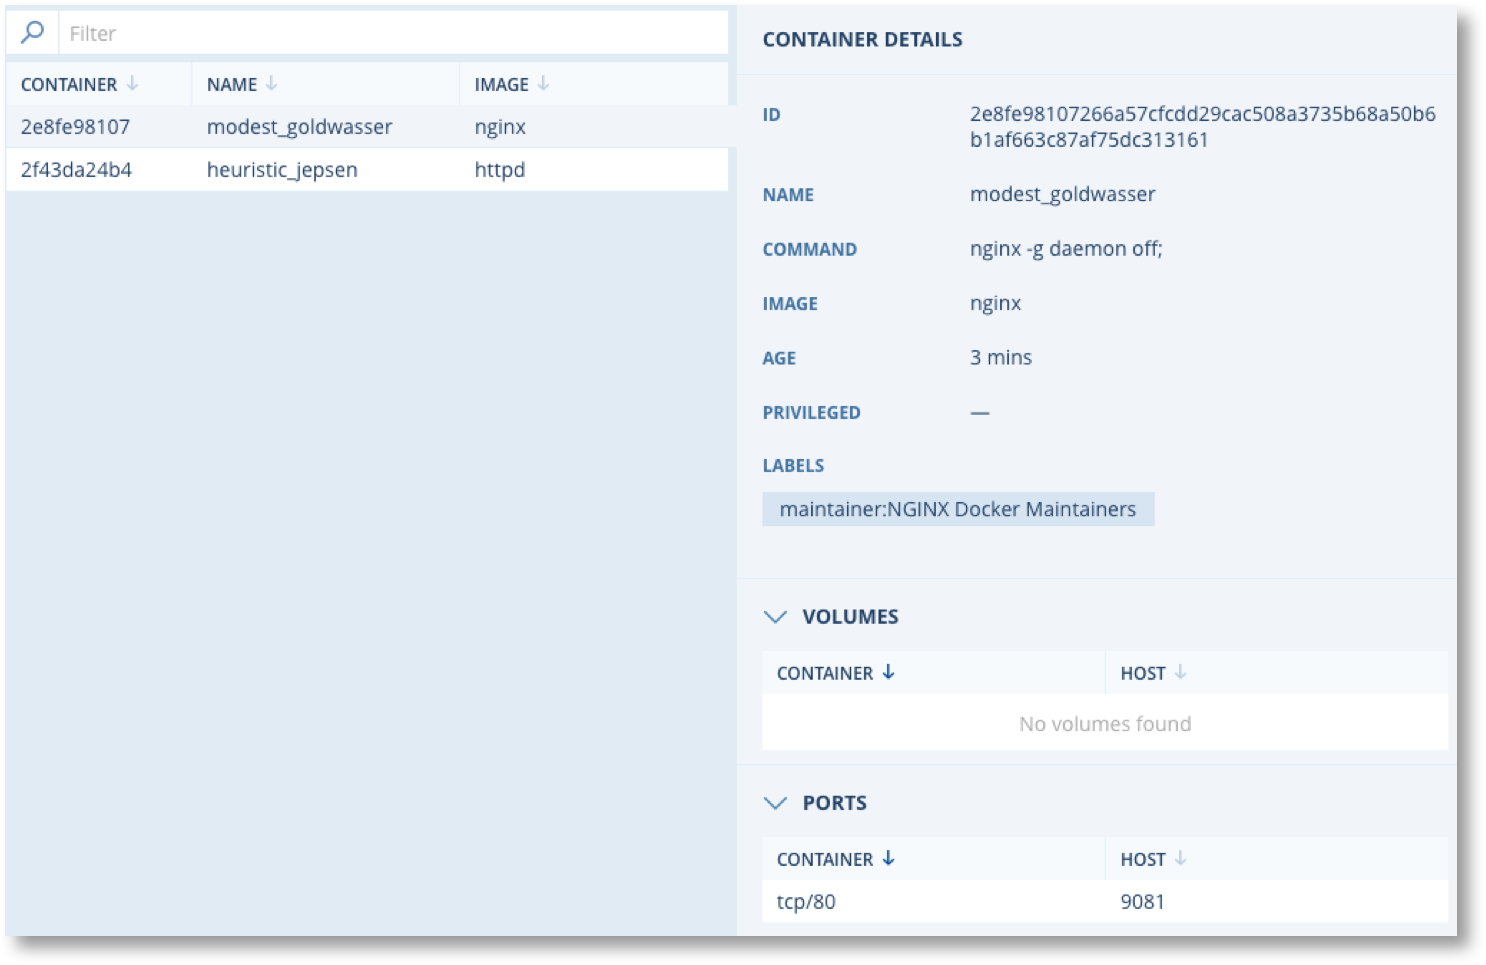 Filter
CONTAINER NAME IMAGE
2e8fe98107 modest_goldwasser nginx
2f43da24b4 heuristic_jepsen httpd
CONTAINER DETAILS
ID 2e8fe98107266a57cfcdd29cac508a3735b68a50b6
b1af663c87af75dc313161
NAME modest_goldwasser
COMMAND nginx -g daemon off;
IMAGE nginx
AGE 3 mins
PRIVILEGED —
LABELS
maintainer:NGINX Docker Maintainers
VOLUMES
CONTAINER HOST
No volumes found
PORTS
CONTAINER HOST
tcp/80 9081